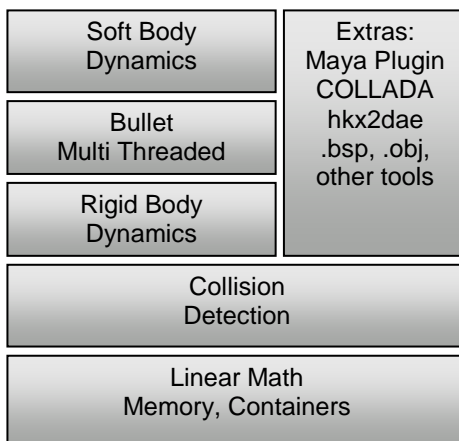 Soft Body
Dynamics
Bullet
Multi Threaded
Rigid Body
Dynamics
Extras:
Maya Plugin
COLLADA
hkx2dae
.bsp, .obj,
other tools
Collision
Detection
Linear Math
Memory, Containers